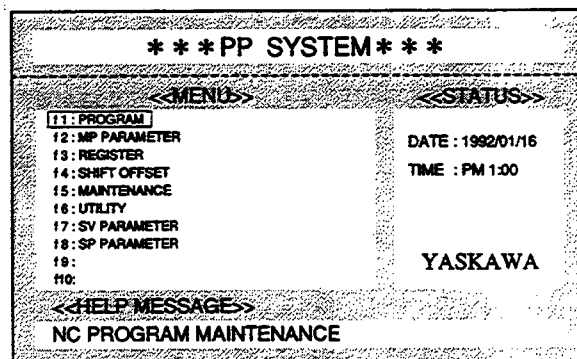 ***PP SYSTEM***
<<MENU>>
f1:PROGRAM
f2:MP PARAMETER
f3:REGISTER
f4:SHIFT OFFSET
f5:MAINTENANCE
f6:UTILITY
f7:SV PARAMETER
f8:SP PARAMETER
f9:
f10:
<<STATUS>>
DATE : 1992/01/16
TIME : PM 1:00
YASKAWA
<<HELP MESSAGE>>
NC PROGRAM MAINTENANCE